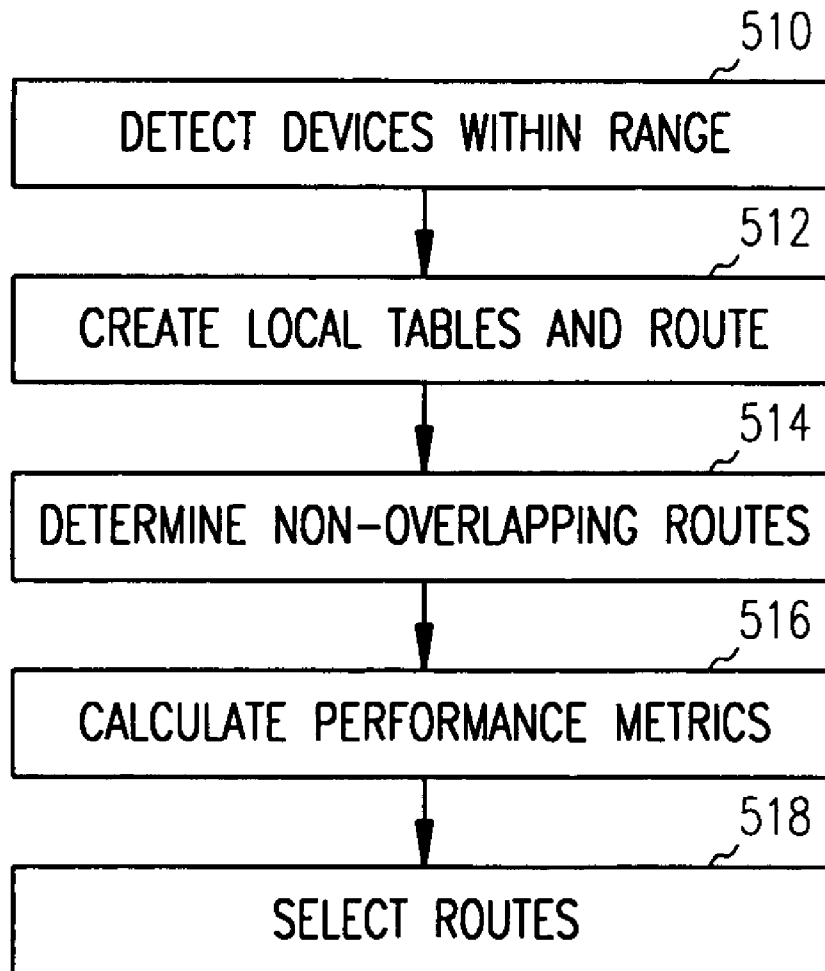 510
DETECT DEVICES WITHIN RANGE
512
CREATE LOCAL TABLES AND ROUTE
514
DETERMINE NON-OVERLAPPING ROUTES
516
CALCULATE PERFORMANCE METRICS
518
SELECT ROUTES